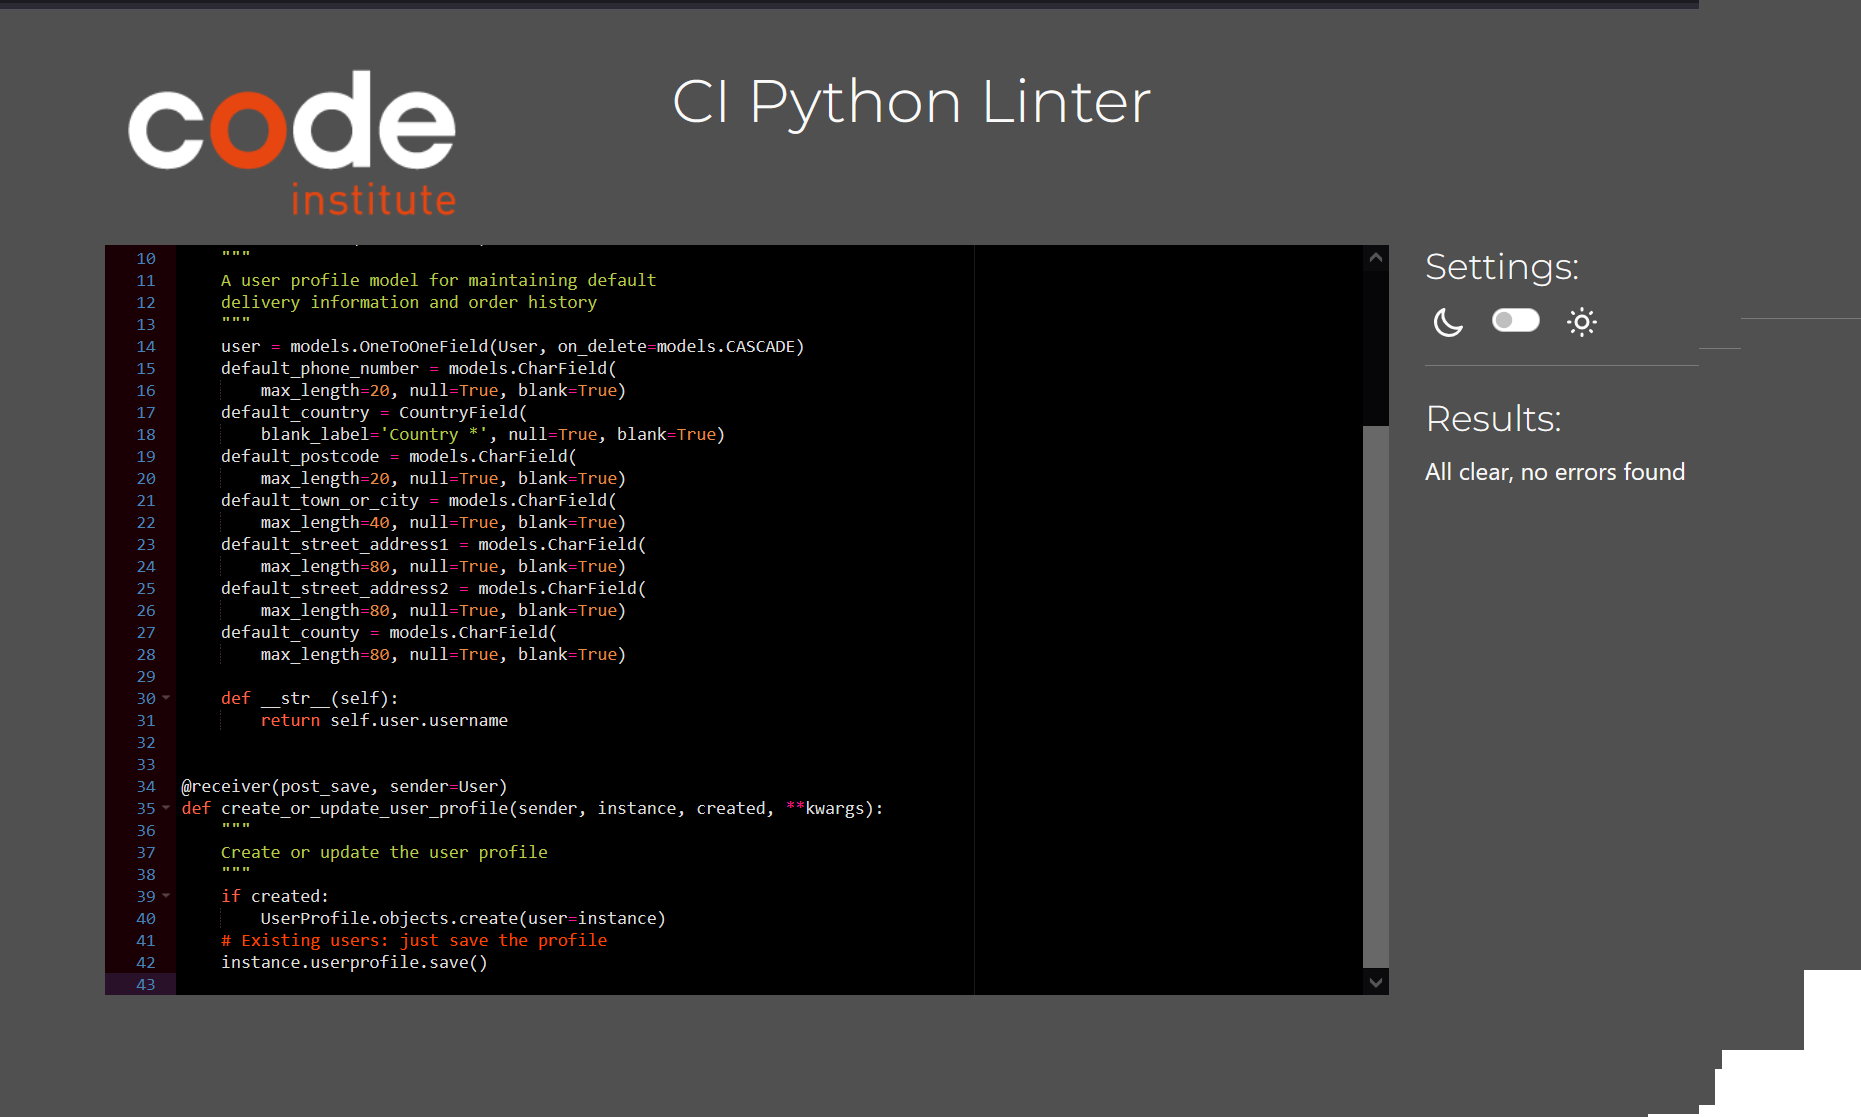 code
institute
CI Python Linter
10 """
11 A user profile model for maintaining default
12 delivery information and order history
13 """
14 user = models.OneToOneField(User, on_delete=models.CASCADE)
15 default_phone_number = models.CharField(
16 max_length=20, null=True, blank=True)
17 default_country = CountryField(
18 blank_label='Country *', null=True, blank=True)
19 default_postcode = models.CharField(
20 max_length=20, null=True, blank=True)
21 default_town_or_city = models.CharField(
22 max_length=40, null=True, blank=True)
23 default_street_address1 = models.CharField(
24 max_length=80, null=True, blank=True)
25 default_street_address2 = models.CharField(
26 max_length=80, null=True, blank=True)
27 default_county = models.CharField(
28 max_length=80, null=True, blank=True)
29
30 def __str__(self):
31 return self.user.username
32
33
34 @receiver(post_save, sender=User)
35 def create_or_update_user_profile(sender, instance, created, **kwargs):
36 """
37 Create or update the user profile
38 """
39 if created:
40 UserProfile.objects.create(user=instance)
41 # Existing users: just save the profile
42 instance.userprofile.save()
43
Settings:
Results:
All clear, no errors found